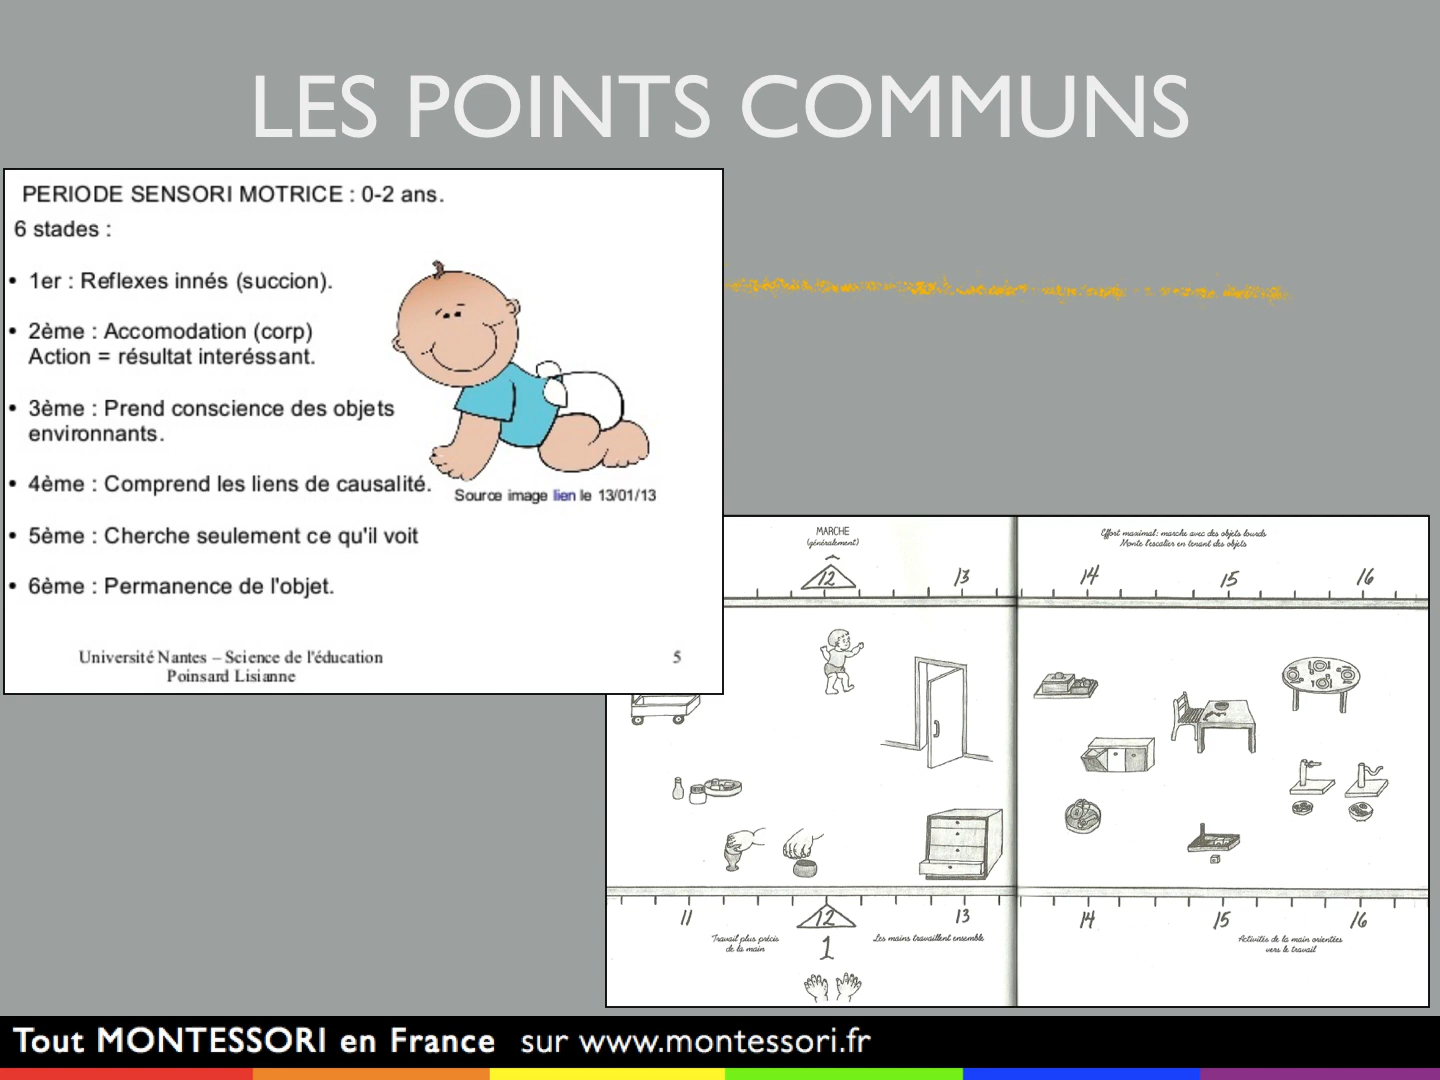 LES POINTS COMMUNS
PERIODE SENSORI MOTRICE : 0-2 ans.
6 stades :
• 1er : Reflexes innés (succion).
• 2ème : Accomodation (corp)
Action = résultat interéssant.
• 3ème : Prend conscience des objets
environnants.
• 4ème : Comprend les liens de causalité.
• 5ème : Cherche seulement ce qu'il voit
• 6ème : Permanence de l'objet.
Source image lien le 13/01/13
Université Nantes – Science de l'éducation
Poinsard Lisianne
5
MARCHE
(généralement)
Effort maximal: marche avec des objets lourds
Monte l'escalier en tenant des objets
12 13 14 15 16
11 12 13 14 15 16
Travail plus précis
de la main
1
Les mains travaillent ensemble
Activités de la main orientées
vers le travail
Tout MONTESSORI en France sur www.montessori.fr